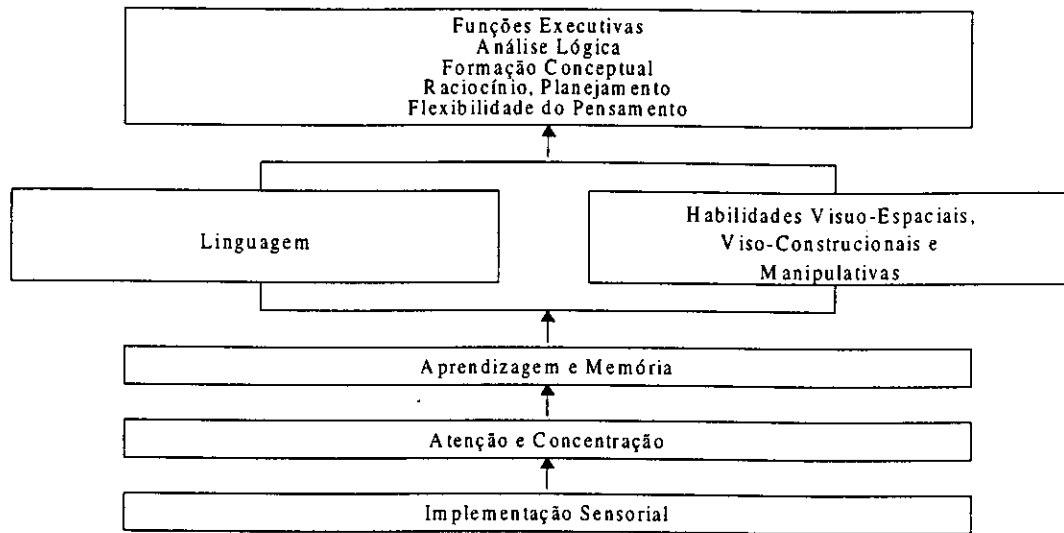 Funções Executivas
Análise Lógica
Formação Conceptual
Raciocínio, Planejamento
Flexibilidade do Pensamento
Linguagem
Habilidades Visuo-Espaciais,
Viso-Construcionais e
Manipulativas
Aprendizagem e Memória
Atenção e Concentração
Implementação Sensorial